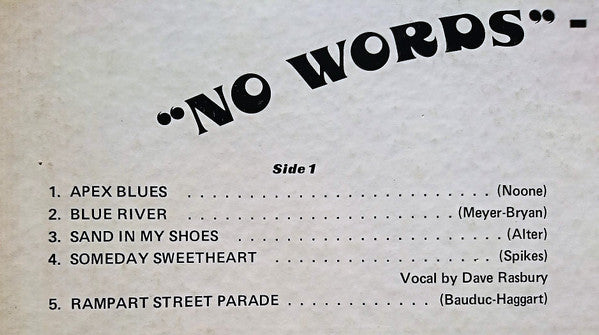 “NO WORDS” -
Side 1
1. APEX BLUES . . . . . . . . . . . . . . . . . . . . . . . . . . . . (Noone)
2. BLUE RIVER . . . . . . . . . . . . . . . . . . . . . . . . (Meyer-Bryan)
3. SAND IN MY SHOES . . . . . . . . . . . . . . . . . . . . . . . . (Alter)
4. SOMEDAY SWEETHEART . . . . . . . . . . . . . . . . . (Spikes)
Vocal by Dave Rasbury
5. RAMPART STREET PARADE . . . . . . . . . . . (Bauduc-Haggart)